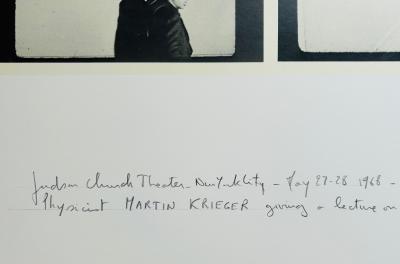 Judson Church Theater - New York City - May 27-28 1968 -
Physicist MARTIN KRIEGER giving a lecture on